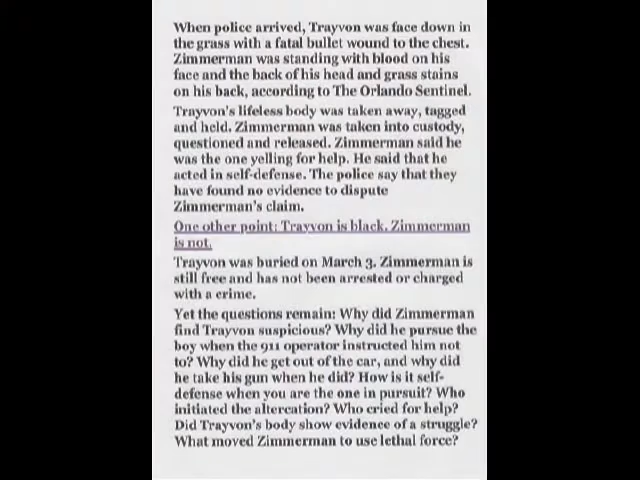 When police arrived, Trayvon was face down in
the grass with a fatal bullet wound to the chest.
Zimmerman was standing with blood on his
face and the back of his head and grass stains
on his back, according to The Orlando Sentinel.
Trayvon's lifeless body was taken away, tagged
and held. Zimmerman was taken into custody,
questioned and released. Zimmerman said he
was the one yelling for help. He said that he
acted in self-defense. The police say that they
have found no evidence to dispute
Zimmerman's claim.
One other point: Trayvon is black. Zimmerman
is not.
Trayvon was buried on March 3. Zimmerman is
still free and has not been arrested or charged
with a crime.
Yet the questions remain: Why did Zimmerman
find Trayvon suspicious? Why did he pursue the
boy when the 911 operator instructed him not
to? Why did he get out of the car, and why did
he take his gun when he did? How is it self-
defense when you are the one in pursuit? Who
initiated the altercation? Who cried for help?
Did Trayvon's body show evidence of a struggle?
What moved Zimmerman to use lethal force?